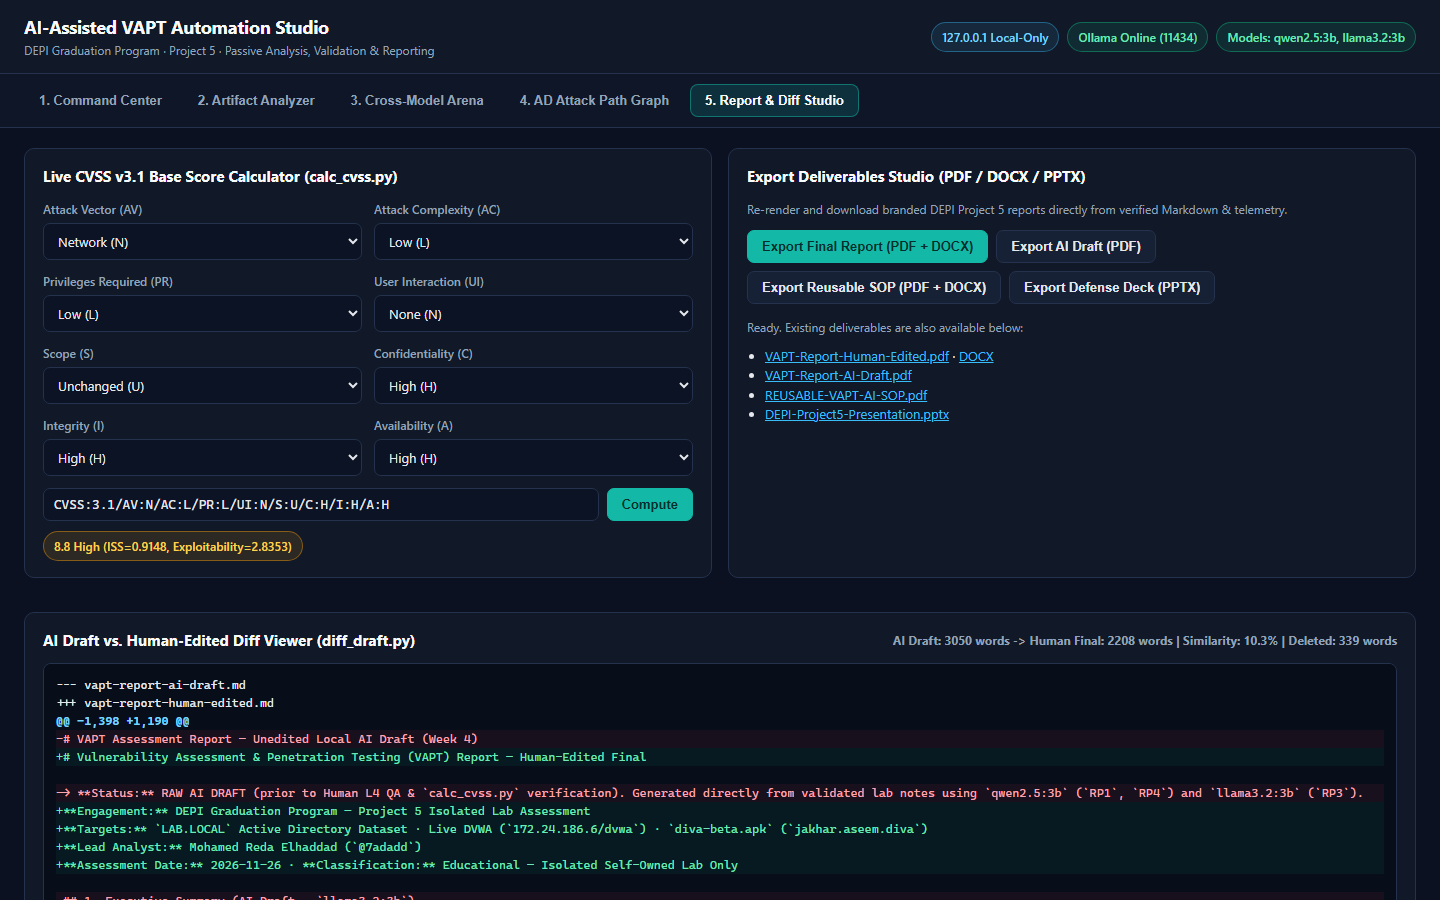 AI-Assisted VAPT Automation Studio
DEPI Graduation Program · Project 5 · Passive Analysis, Validation & Reporting
127.0.0.1 Local-Only
Ollama Online (11434)
Models: qwen2.5:3b, llama3.2:3b
1. Command Center
2. Artifact Analyzer
3. Cross-Model Arena
4. AD Attack Path Graph
5. Report & Diff Studio
Live CVSS v3.1 Base Score Calculator (calc_cvss.py)
Attack Vector (AV)
Attack Complexity (AC)
Network (N)
Low (L)
Privileges Required (PR)
User Interaction (UI)
Low (L)
None (N)
Scope (S)
Confidentiality (C)
Unchanged (U)
High (H)
Integrity (I)
Availability (A)
High (H)
High (H)
CVSS:3.1/AV:N/AC:L/PR:L/UI:N/S:U/C:H/I:H/A:H
Compute
8.8 High (ISS=0.9148, Exploitability=2.8353)
Export Deliverables Studio (PDF / DOCX / PPTX)
Re-render and download branded DEPI Project 5 reports directly from verified Markdown & telemetry.
Export Final Report (PDF + DOCX)
Export AI Draft (PDF)
Export Reusable SOP (PDF + DOCX)
Export Defense Deck (PPTX)
Ready. Existing deliverables are also available below:
• VAPT-Report-Human-Edited.pdf · DOCX
• VAPT-Report-AI-Draft.pdf
• REUSABLE-VAPT-AI-SOP.pdf
• DEPI-Project5-Presentation.pptx
AI Draft vs. Human-Edited Diff Viewer (diff_draft.py)
AI Draft: 3050 words -> Human Final: 2208 words | Similarity: 10.3% | Deleted: 339 words
--- vapt-report-ai-draft.md
+++ vapt-report-human-edited.md
@@ -1,398 +1,190 @@
-# VAPT Assessment Report — Unedited Local AI Draft (Week 4)
+# Vulnerability Assessment & Penetration Testing (VAPT) Report — Human-Edited Final
-> **Status:** RAW AI DRAFT (prior to Human L4 QA & `calc_cvss.py` verification). Generated directly from validated lab notes using `qwen2.5:3b` (`RP1`, `RP4`) and `llama3.2:3b` (`RP3`).
+**Engagement:** DEPI Graduation Program — Project 5 Isolated Lab Assessment
+**Targets:** `LAB.LOCAL` Active Directory Dataset · Live DVWA (`172.24.186.6/dvwa`) · `diva-beta.apk` (`jakhar.aseem.diva`)
+**Lead Analyst:** Mohamed Reda Elhaddad (`@7adadd`)
+**Assessment Date:** 2026-11-26 · **Classification:** Educational — Isolated Self-Owned Lab Only
-## 1. Executive Summary (AI Draft — `llama3.2:3b`)